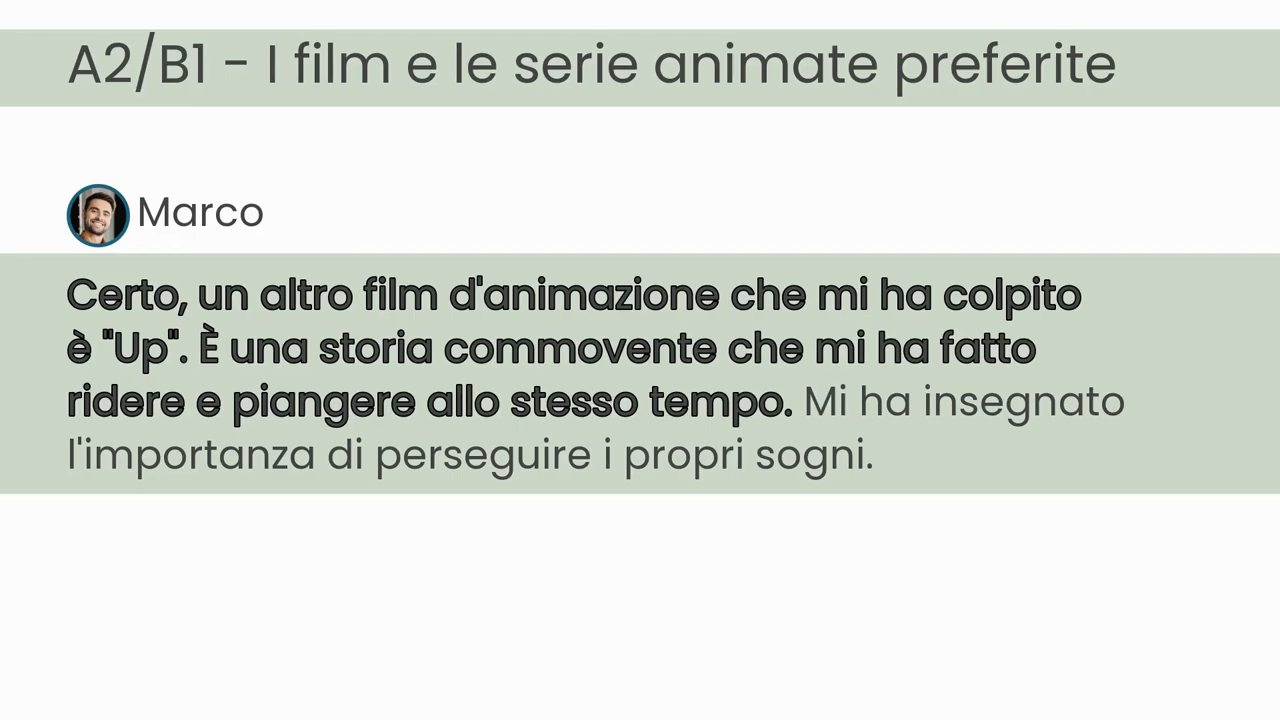 A2/B1 - I film e le serie animate preferite
Marco
Certo, un altro film d'animazione che mi ha colpito
è "Up". È una storia commovente che mi ha fatto
ridere e piangere allo stesso tempo. Mi ha insegnato
l'importanza di perseguire i propri sogni.